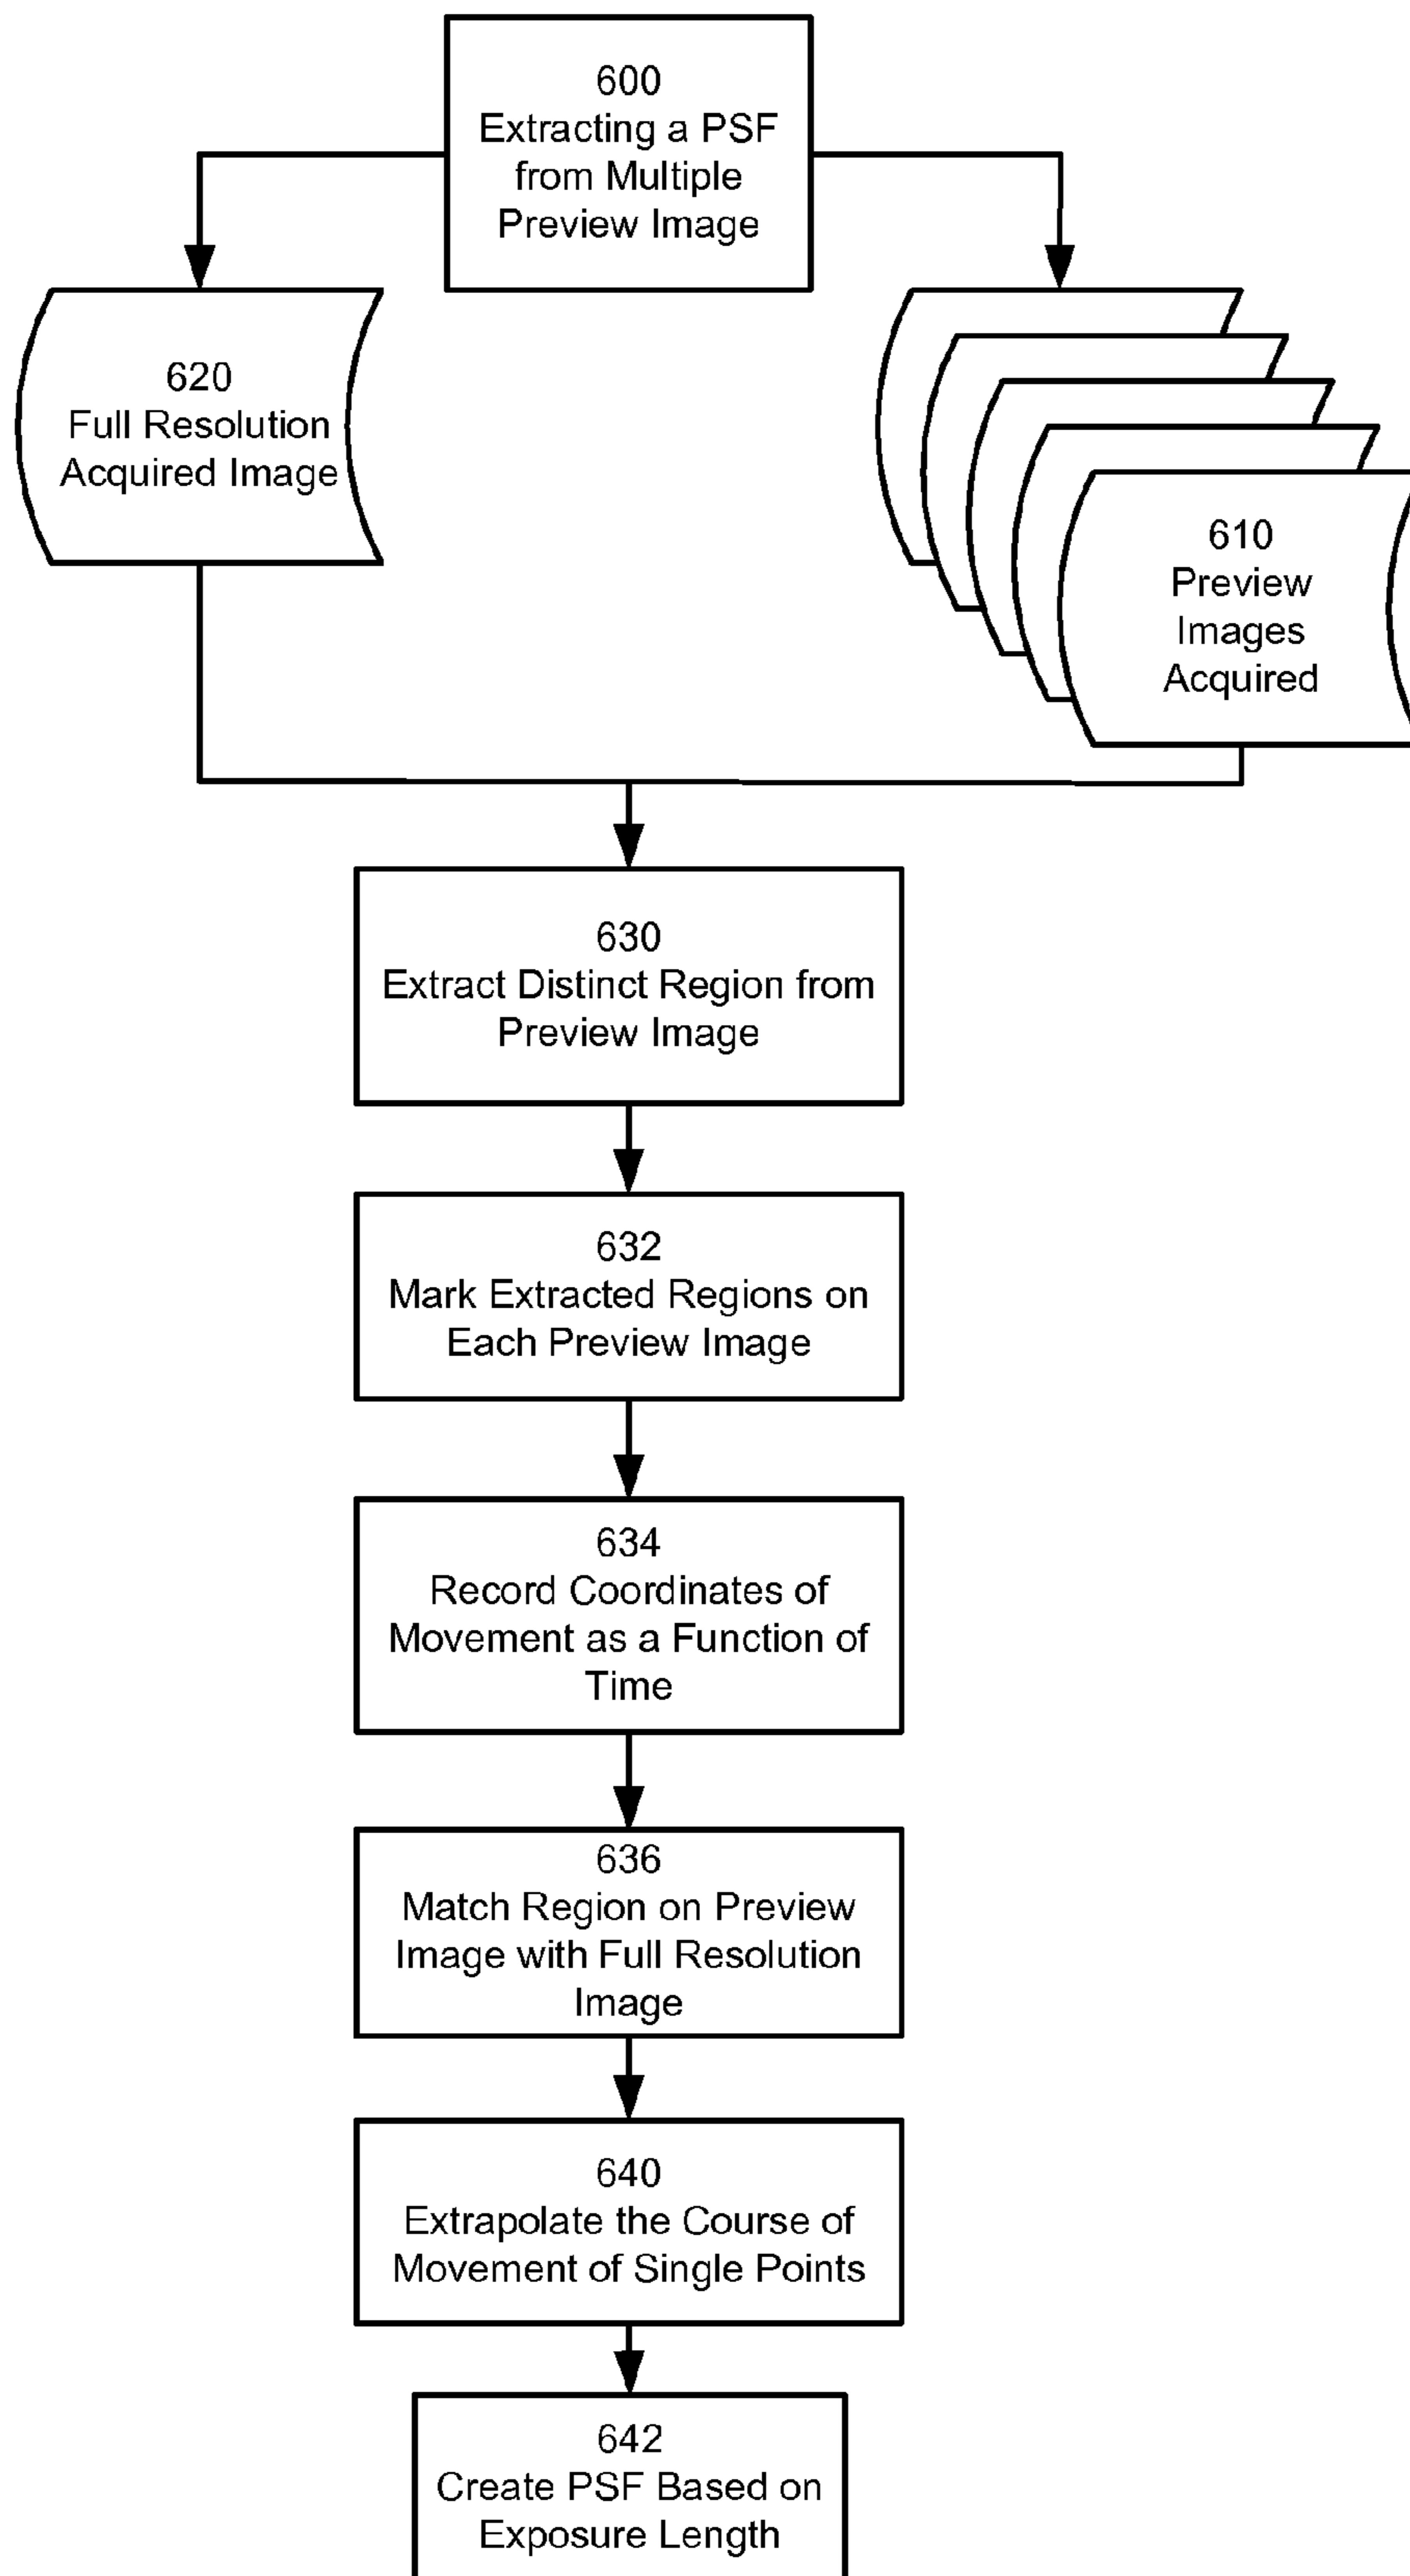 600
Extracting a PSF
from Multiple
Preview Image
620
Full Resolution
Acquired Image
610
Preview
Images
Acquired
630
Extract Distinct Region from
Preview Image
632
Mark Extracted Regions on
Each Preview Image
634
Record Coordinates of
Movement as a Function of
Time
636
Match Region on Preview
Image with Full Resolution
Image
640
Extrapolate the Course of
Movement of Single Points
642
Create PSF Based on
Exposure Length